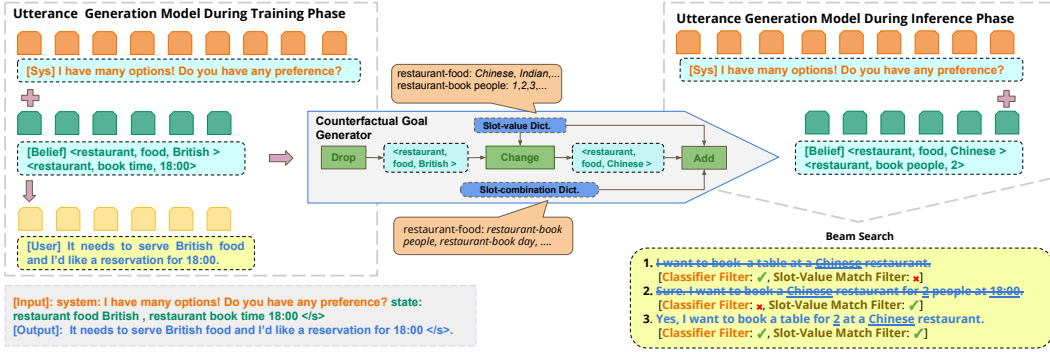 Utterance Generation Model During Training Phase
[Sys] I have many options! Do you have any preference?
[Belief] <restaurant, food, British >
<restaurant, book time, 18:00>
[User] It needs to serve British food
and I'd like a reservation for 18:00.
[Input]: system: I have many options! Do you have any preference? state:
restaurant food British , restaurant book time 18:00 </s>
[Output]: It needs to serve British food and I'd like a reservation for 18:00 </s>.
restaurant-food: Chinese, Indian,...
restaurant-book people: 1,2,3,...
Counterfactual Goal
Generator
Slot-value Dict.
Drop
<restaurant,
food, British >
Change
<restaurant,
food, Chinese >
Add
Slot-combination Dict.
restaurant-food: restaurant-book
people, restaurant-book day, ....
Utterance Generation Model During Inference Phase
[Sys] I have many options! Do you have any preference?
[Belief] <restaurant, food, Chinese >
<restaurant, book people, 2>
Beam Search
1. I want to book a table at a Chinese restaurant.
[Classifier Filter: ✓, Slot-Value Match Filter: ✗]
2. Sure. I want to book a Chinese restaurant for 2 people at 18:00.
[Classifier Filter: ✗, Slot-Value Match Filter: ✓]
3. Yes, I want to book a table for 2 at a Chinese restaurant.
[Classifier Filter: ✓, Slot-Value Match Filter: ✓]